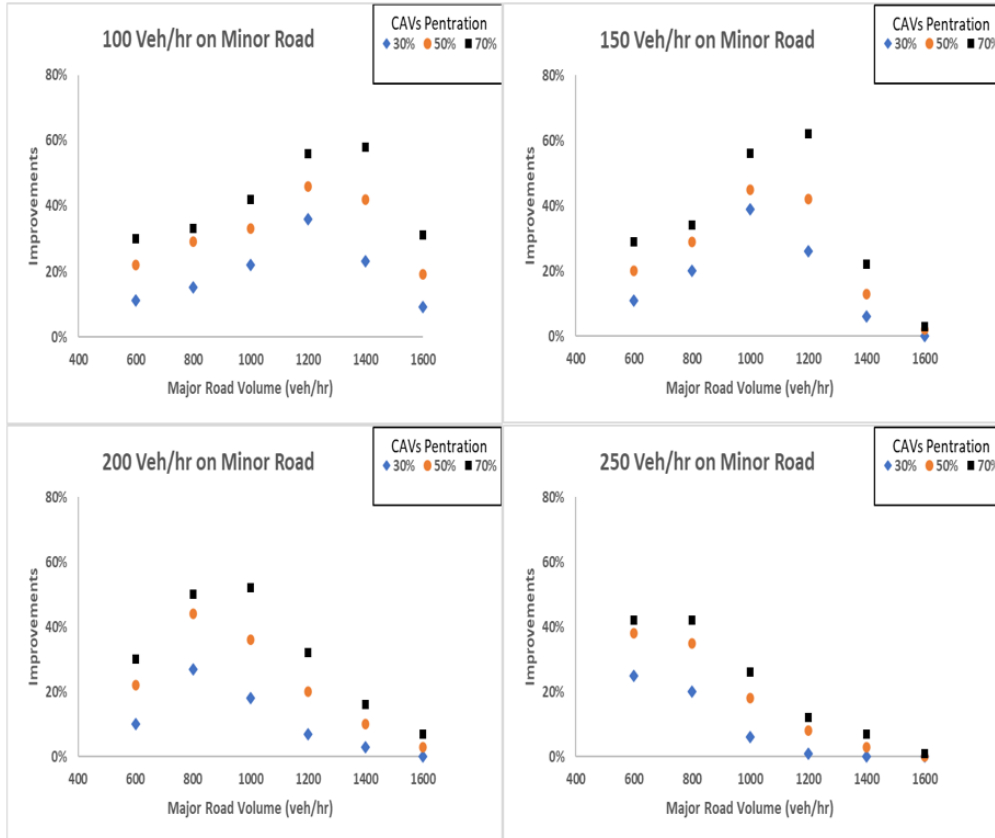 100 Veh/hr on Minor Road
CAVs Pentration
30% 50% 70%
80%
60%
40%
20%
0%
Improvements
400 600 800 1000 1200 1400 1600
Major Road Volume (veh/hr)
150 Veh/hr on Minor Road
CAVs Pentration
30% 50% 70%
80%
60%
40%
20%
0%
Improvements
400 600 800 1000 1200 1400 1600
Major Road Volume (veh/hr)
200 Veh/hr on Minor Road
CAVs Pentration
30% 50% 70%
80%
60%
40%
20%
0%
Improvements
400 600 800 1000 1200 1400 1600
Major Road Volume (veh/hr)
250 Veh/hr on Minor Road
CAVs Pentration
30% 50% 70%
80%
60%
40%
20%
0%
Improvements
400 600 800 1000 1200 1400 1600
Major Road Volume (veh/hr)